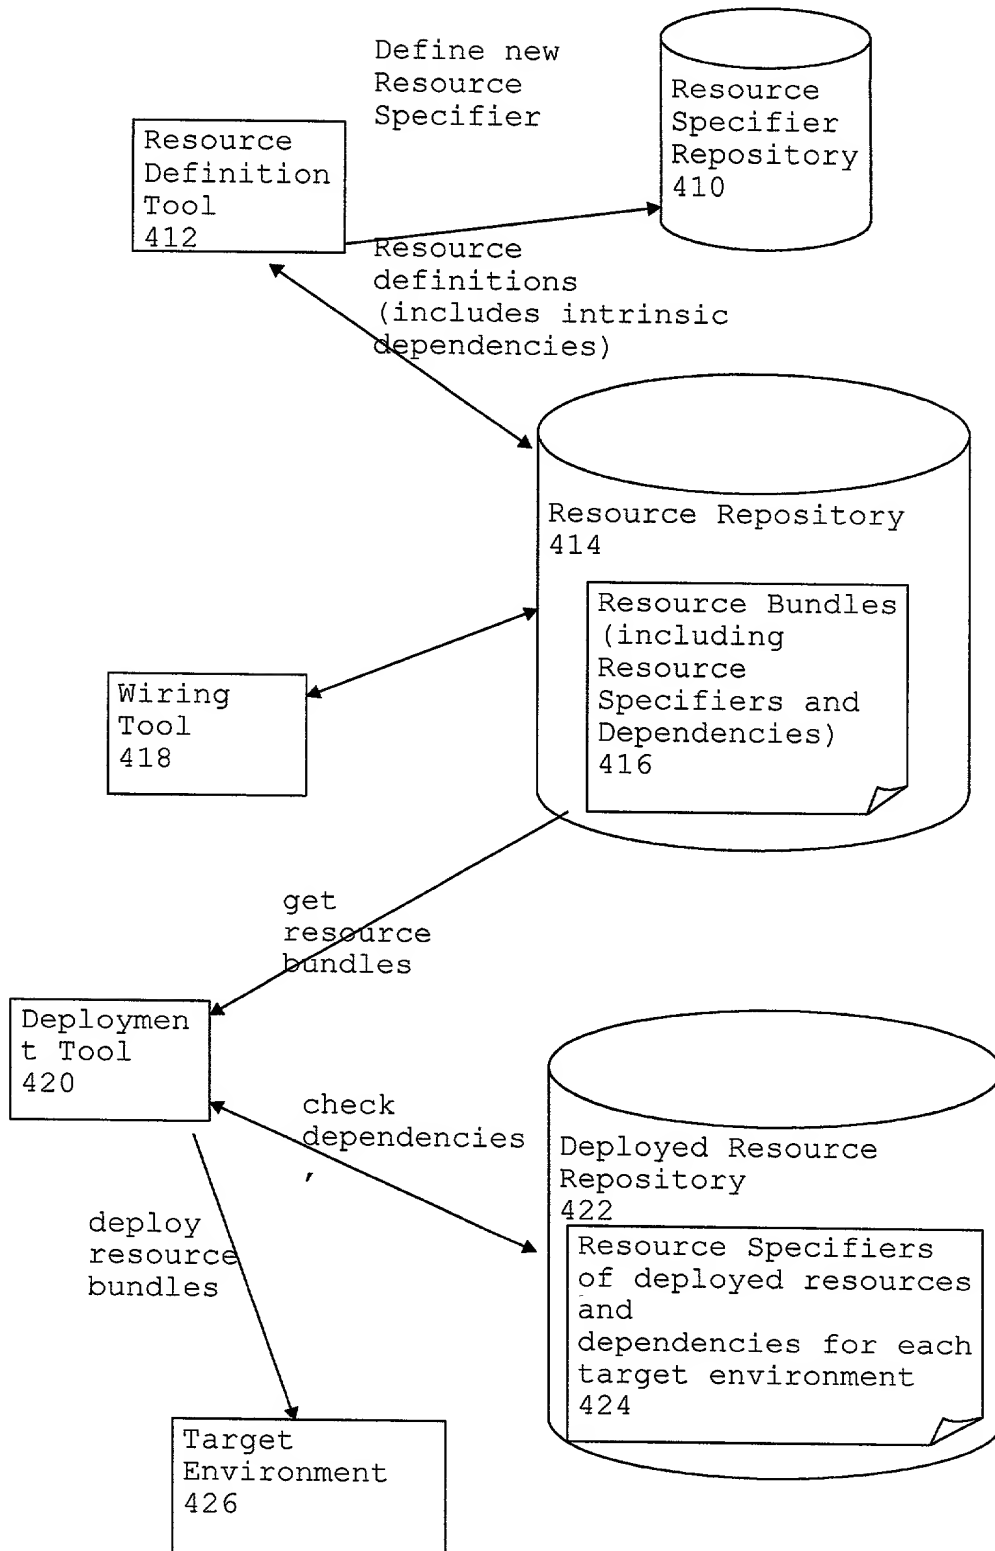 Define new
Resource
Specifier
Resource
Specifier
Repository
410
Resource
Definition
Tool
412
Resource
definitions
(includes intrinsic
dependencies)
Resource Repository
414
Resource Bundles
(including
Resource
Specifiers and
Dependencies)
416
Wiring
Tool
418
get
resource
bundles
Deploymen
t Tool
420
check
dependencies
,
Deployed Resource
Repository
422
Resource Specifiers
of deployed resources
and
dependencies for each
target environment
424
deploy
resource
bundles
Target
Environment
426